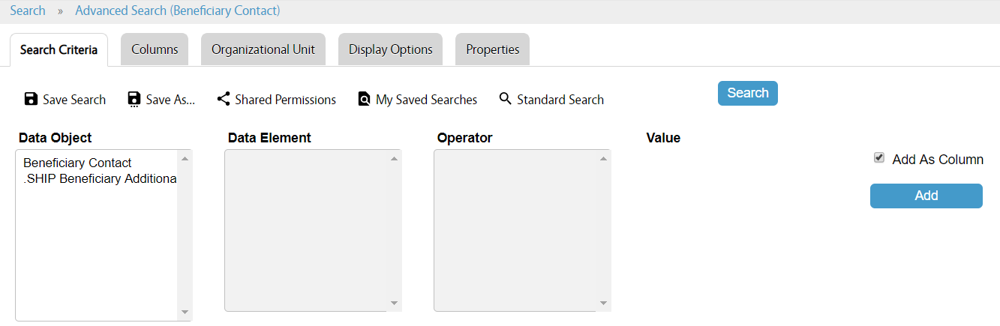 Search » Advanced Search (Beneficiary Contact)
Search Criteria Columns Organizational Unit Display Options Properties
Save Search Save As... Shared Permissions My Saved Searches Standard Search Search
Data Object Data Element Operator Value
Beneficiary Contact
.SHIP Beneficiary Additiona
Add As Column
Add